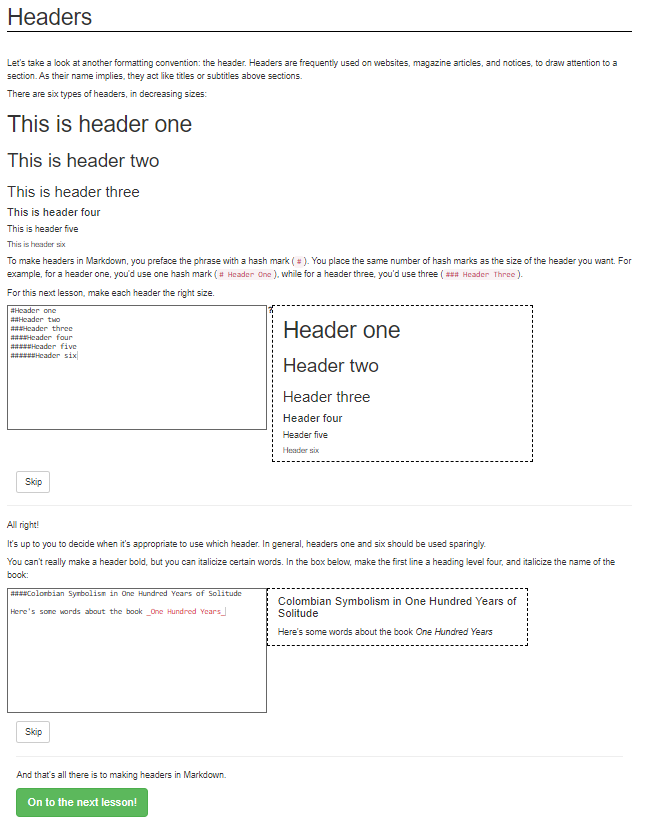 Headers
Let's take a look at another formatting convention: the header. Headers are frequently used on websites, magazine articles, and notices, to draw attention to a
section. As their name implies, they act like titles or subtitles above sections.
There are six types of headers, in decreasing sizes:
This is header one
This is header two
This is header three
This is header four
This is header five
This is header six
To make headers in Markdown, you preface the phrase with a hash mark ( # ). You place the same number of hash marks as the size of the header you want. For
example, for a header one, you'd use one hash mark ( # Header One ), while for a header three, you'd use three ( ### Header Three ).
For this next lesson, make each header the right size.
#Header one
##Header two
###Header three
####Header four
#####Header five
######Header six
Header one
Header two
Header three
Header four
Header five
Header six
Skip
All right!
It's up to you to decide when it's appropriate to use which header. In general, headers one and six should be used sparingly.
You can't really make a header bold, but you can italicize certain words. In the box below, make the first line a heading level four, and italicize the name of the
book:
####Colombian Symbolism in One Hundred Years of Solitude
Here's some words about the book _One Hundred Years_
Colombian Symbolism in One Hundred Years of
Solitude
Here's some words about the book One Hundred Years
Skip
And that's all there is to making headers in Markdown.
On to the next lesson!